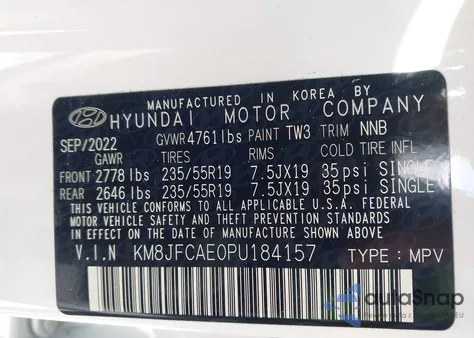 MANUFACTURED IN KOREA BY
HYUNDAI MOTOR COMPANY
SEP/2022 GVWR 4761 lbs PAINT TW3 TRIM NNB
GAWR TIRES RIMS COLD TIRE INFL
FRONT 2778 lbs 235/55R19 7.5JX19 35psi SINGLE
REAR 2646 lbs 235/55R19 7.5JX19 35psi SINGLE
THIS VEHICLE CONFORMS TO ALL APPLICABLE U.S.A. FEDERAL
MOTOR VEHICLE SAFETY AND THEFT PREVENTION STANDARDS
IN EFFECT ON THE DATE OF MANUFACTURE SHOWN ABOVE.
V.I.N KM8JFCAE0PU184157 TYPE : MPV
autoSnap